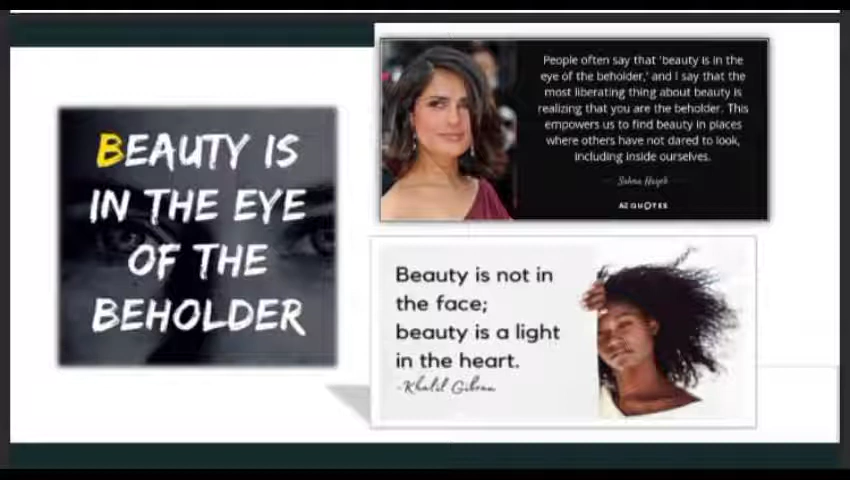 BEAUTY IS
IN THE EYE
OF THE
BEHOLDER
People often say that 'beauty is in the
eye of the beholder,' and I say that the
most liberating thing about beauty is
realizing that you are the beholder. This
empowers us to find beauty in places
where others have not dared to look,
including inside ourselves.
Salma Hayek
AZ QUOTES
Beauty is not in
the face;
beauty is a light
in the heart.
-Khalil Gibran